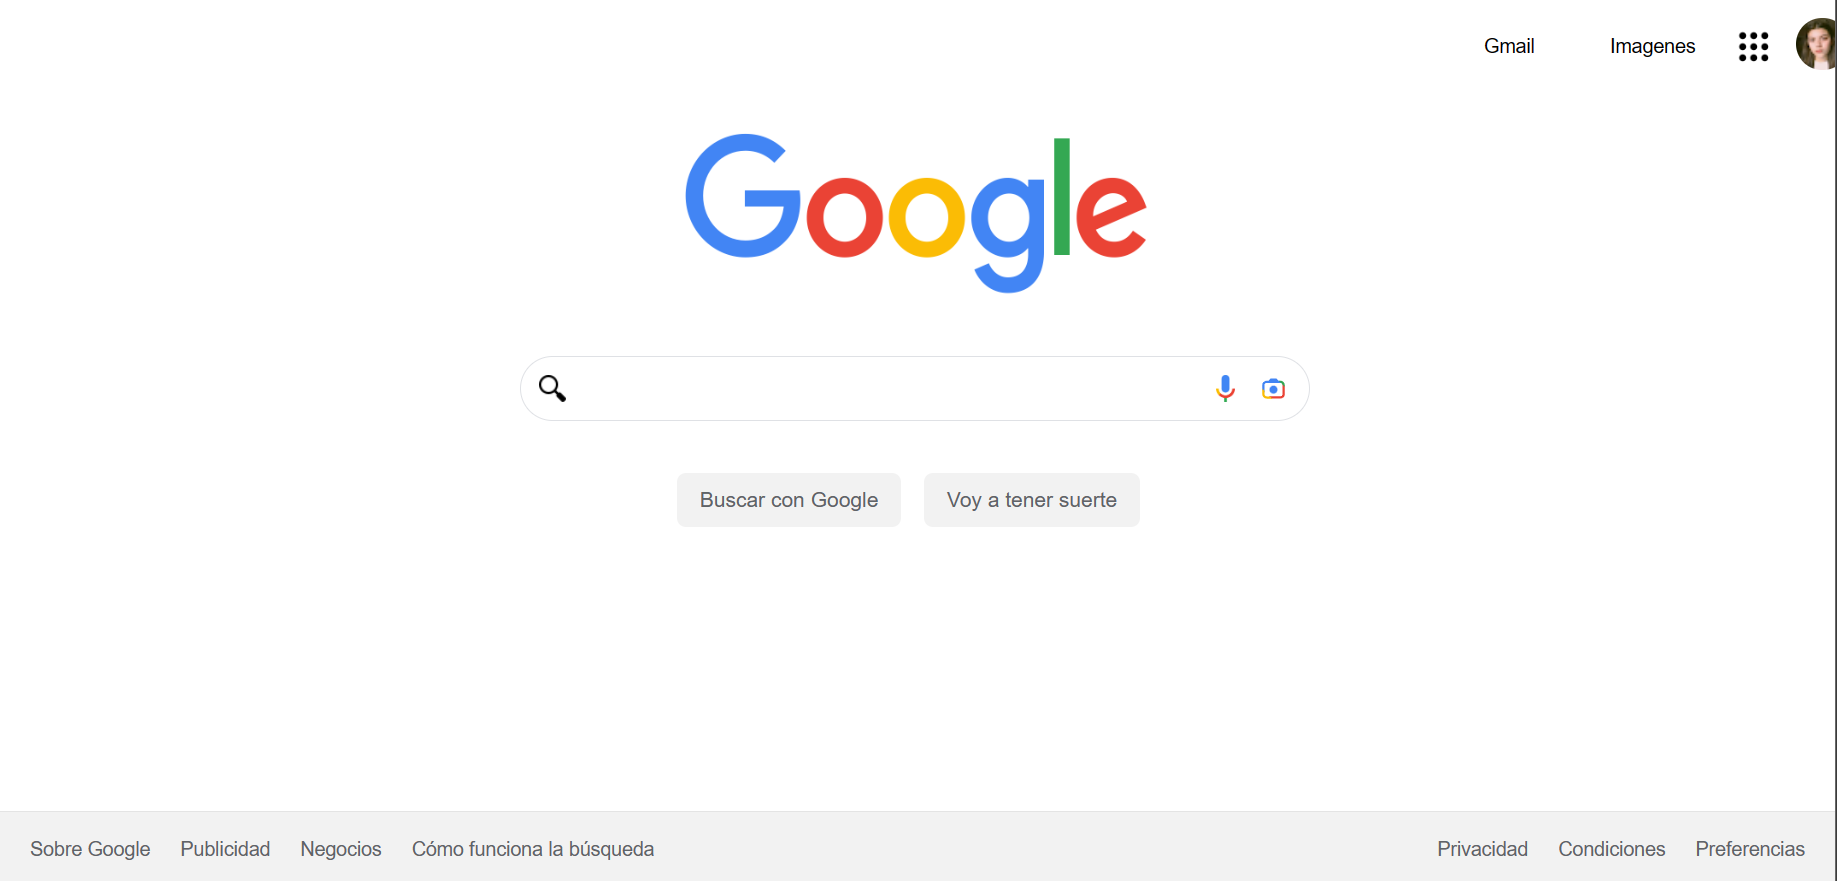 Gmail Imagenes
Google
Buscar con Google Voy a tener suerte
Sobre Google Publicidad Negocios Cómo funciona la búsqueda Privacidad Condiciones Preferencias